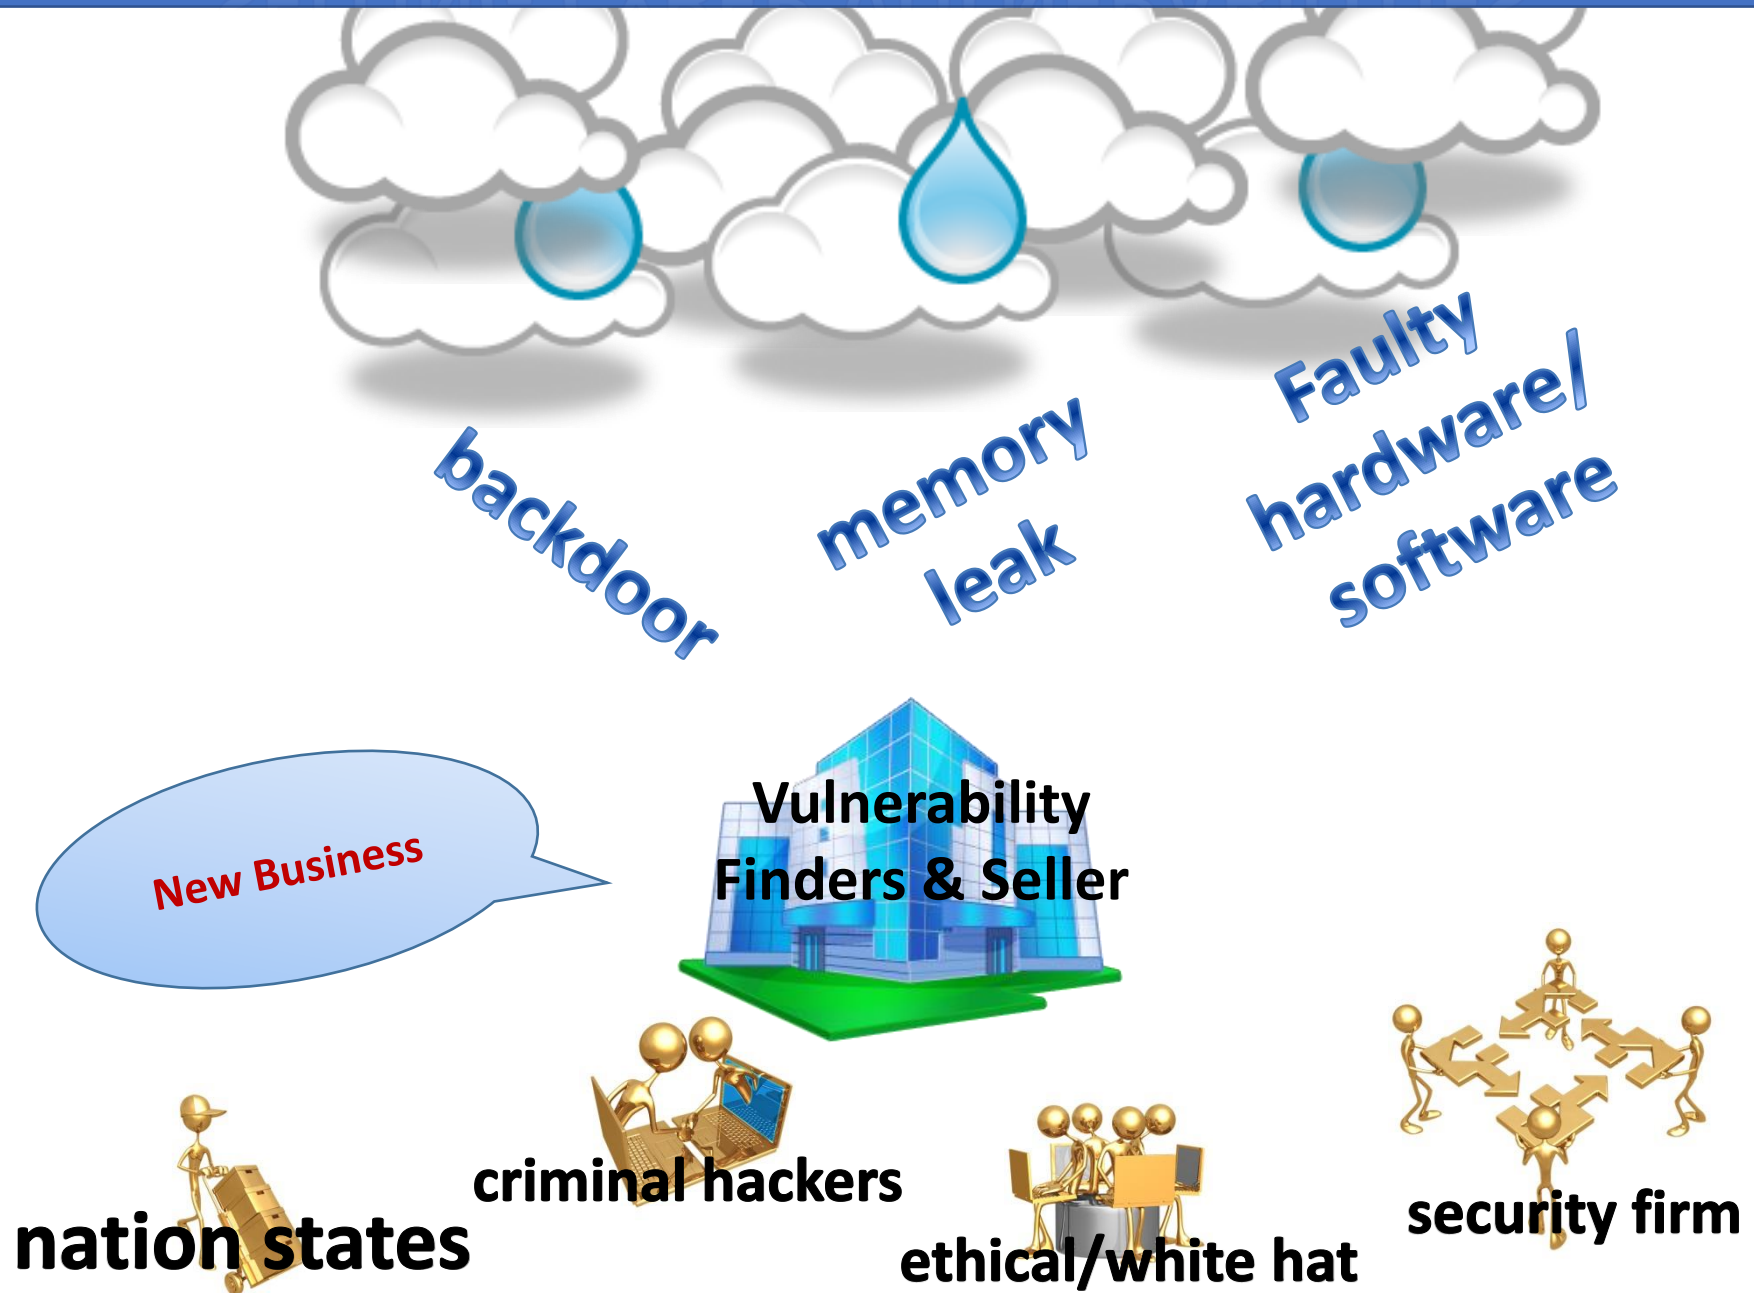 backdoor
memory
leak
Faulty
hardware/
software
New Business
Vulnerability
Finders & Seller
nation states
criminal hackers
ethical/white hat
security firm